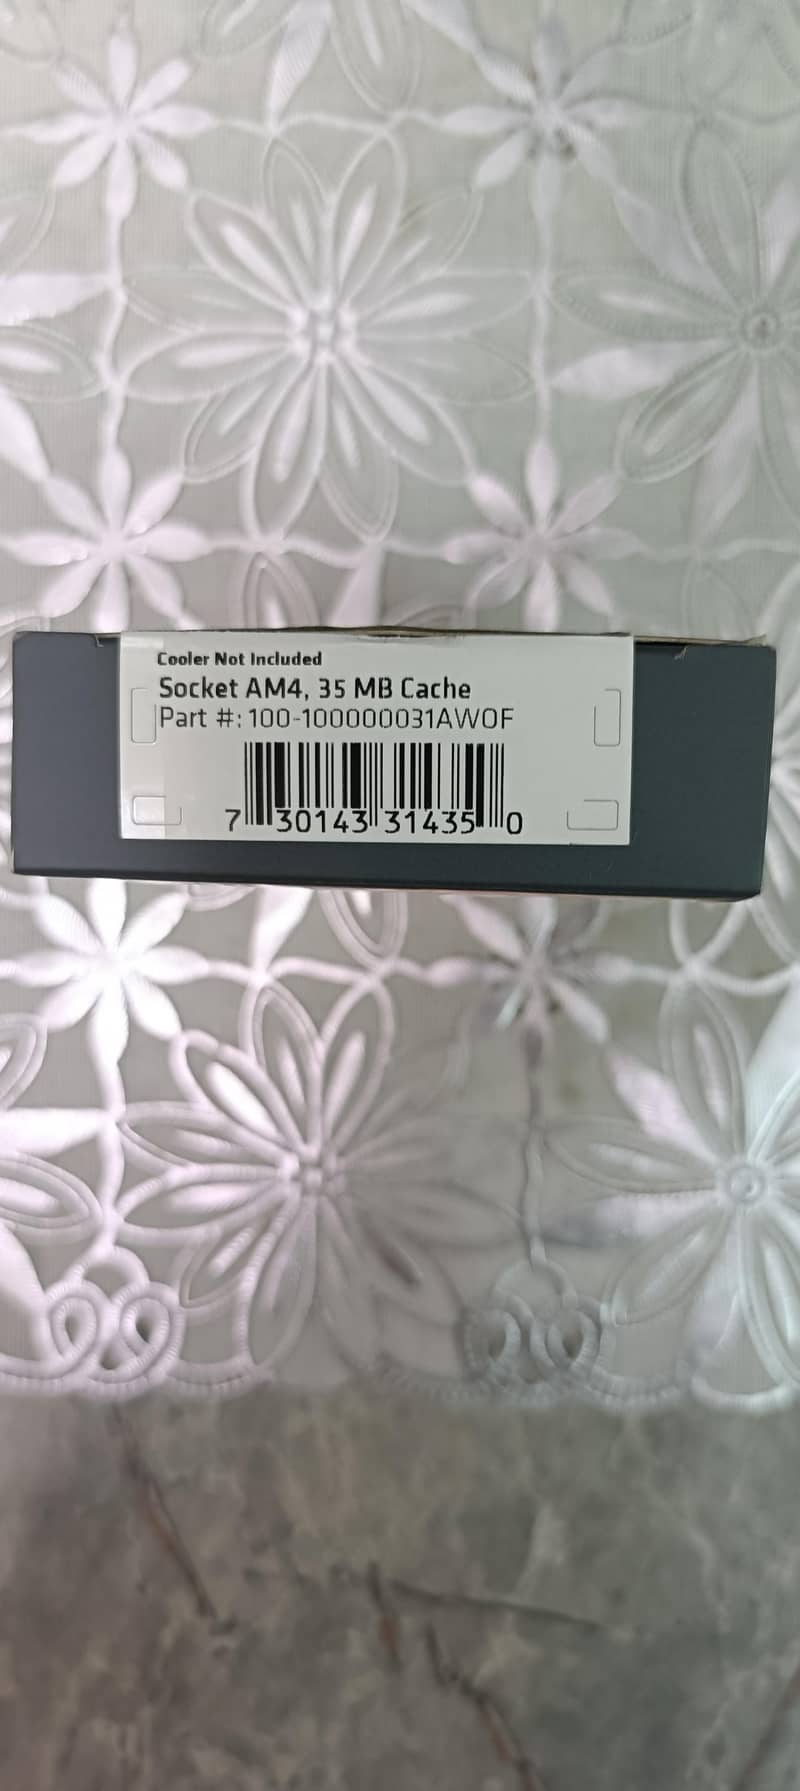 Cooler Not Included
Socket AM4, 35 MB Cache
Part #: 100-100000031AWOF
7 30143 31435 0